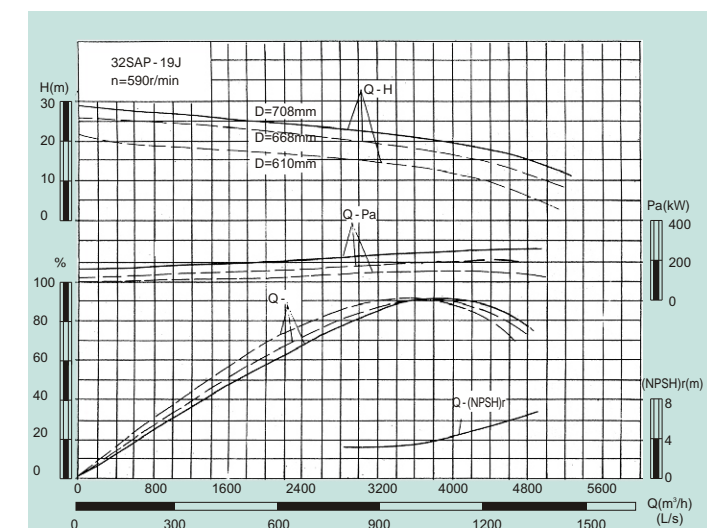 32SAP-19J
n=590r/min
H(m)
30
20
10
0
Q-H
D=708mm
D=668mm
D=610mm
Q-Pa
Pa(kW)
400
200
0
%
100
80
60
40
20
0
Q-
(NPSH)r(m)
8
4
0
Q-(NPSH)r
0 800 1600 2400 3200 4000 4800 5600
Q(m³/h)
0 300 600 900 1200 1500
(L/s)